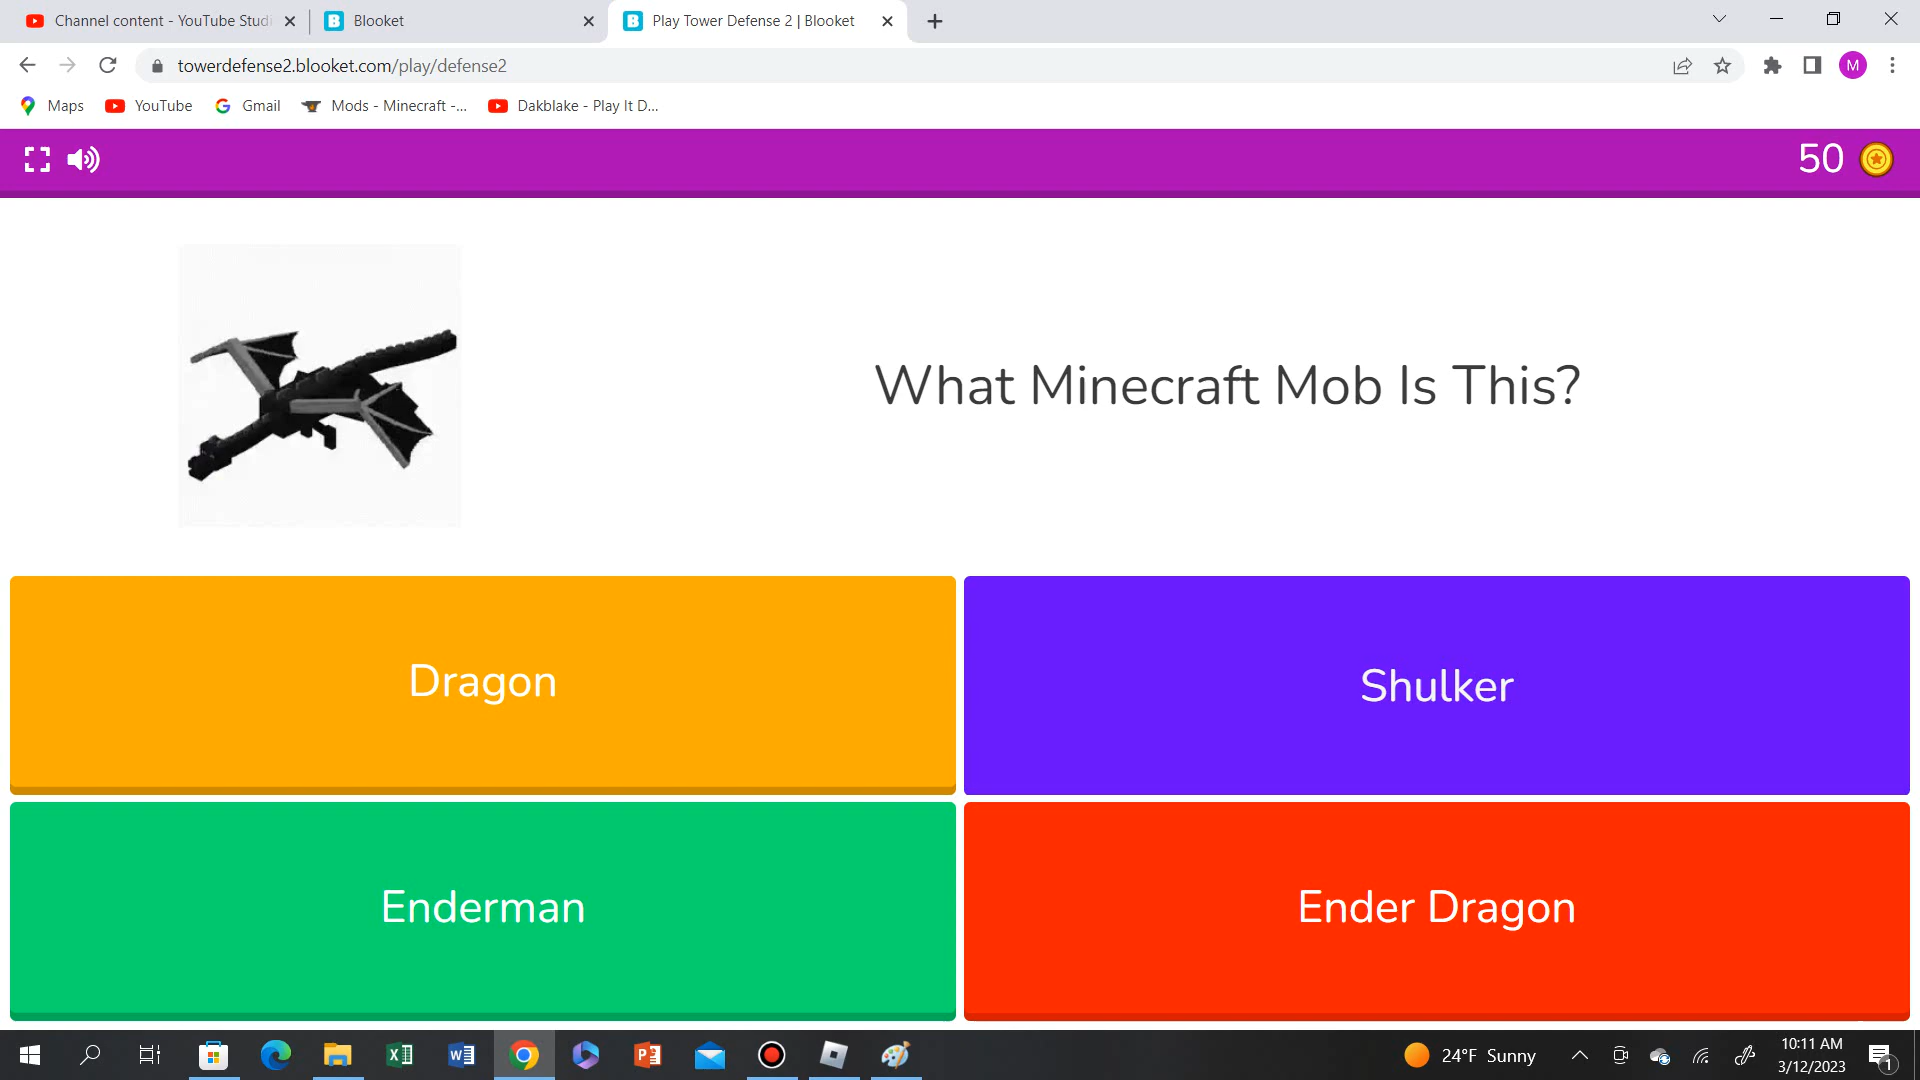 Channel content - YouTube Studi
Blooket
Play Tower Defense 2 | Blooket
towerdefense2.blooket.com/play/defense2
M
Maps
YouTube
Gmail
Mods - Minecraft -...
Dakblake - Play It D...
50
What Minecraft Mob Is This?
Dragon
Shulker
Enderman
Ender Dragon
24°F Sunny
10:11 AM
3/12/2023
1